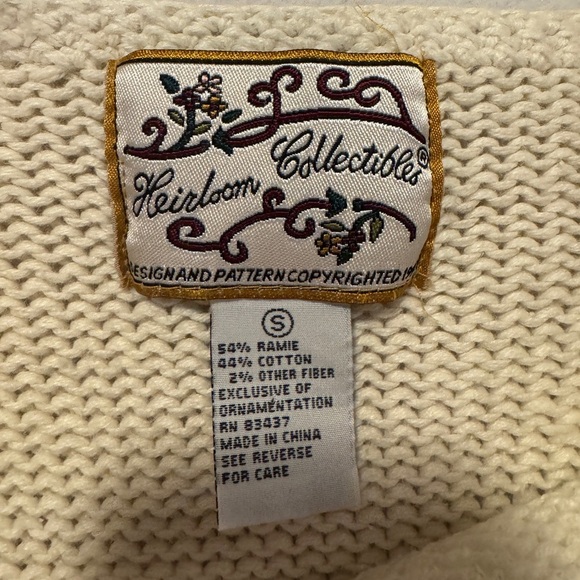 Heirloom Collectibles®
DESIGN AND PATTERN COPYRIGHTED 19
S
54% RAMIE
44% COTTON
2% OTHER FIBER
EXCLUSIVE OF
ORNAMENTATION
RN 83437
MADE IN CHINA
SEE REVERSE
FOR CARE